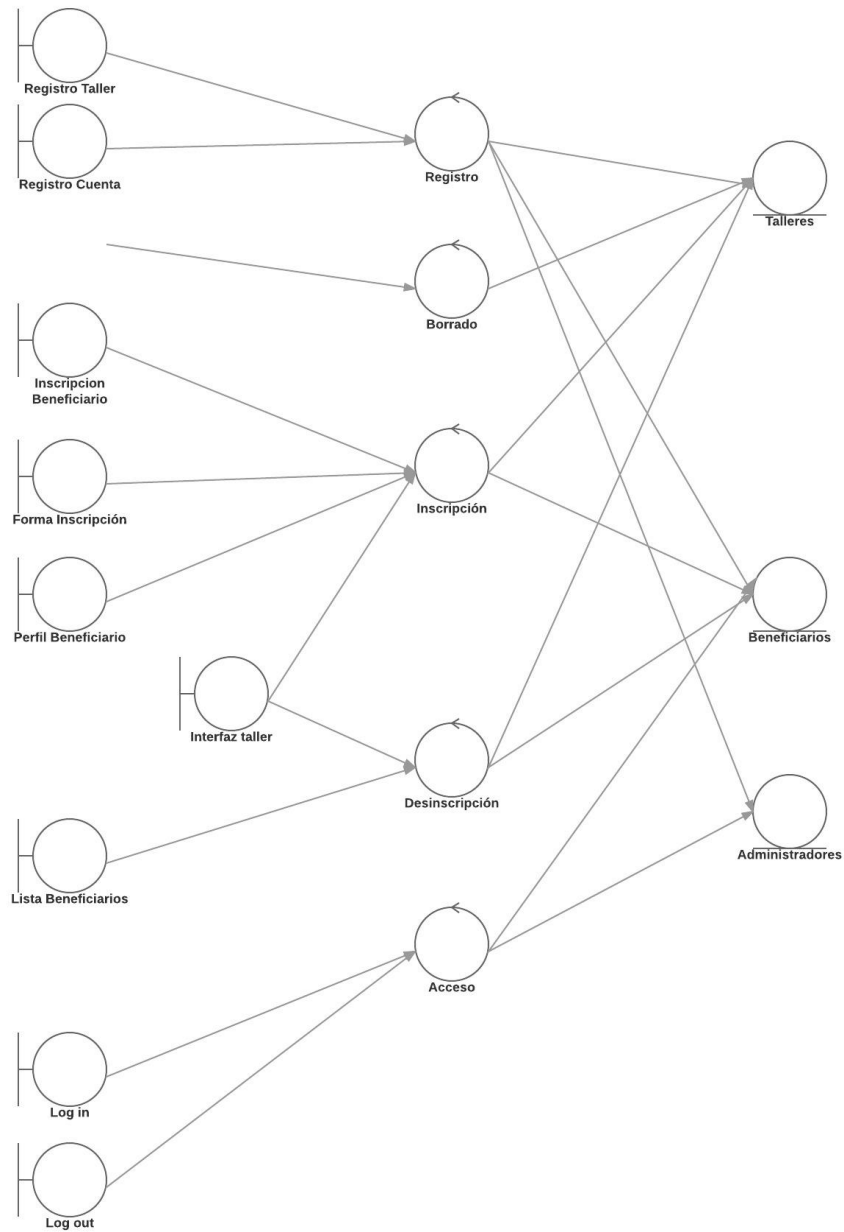 Registro Taller
Registro Cuenta
Registro
Talleres
Borrado
Inscripcion
Beneficiario
Forma Inscripción
Inscripción
Perfil Beneficiario
Beneficiarios
Interfaz taller
Desinscripción
Lista Beneficiarios
Administradores
Acceso
Log in
Log out